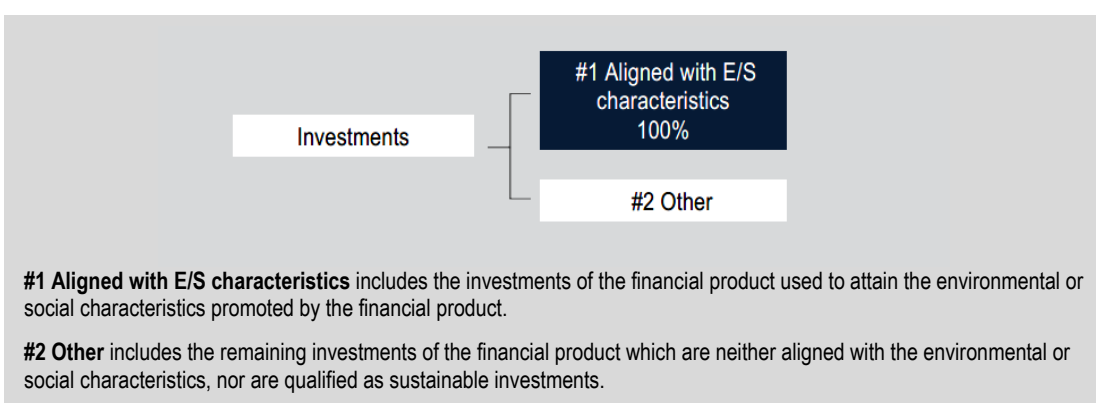 #1 Aligned with E/S
characteristics
100%
Investments
#2 Other
#1 Aligned with E/S characteristics includes the investments of the financial product used to attain the environmental or
social characteristics promoted by the financial product.
#2 Other includes the remaining investments of the financial product which are neither aligned with the environmental or
social characteristics, nor are qualified as sustainable investments.